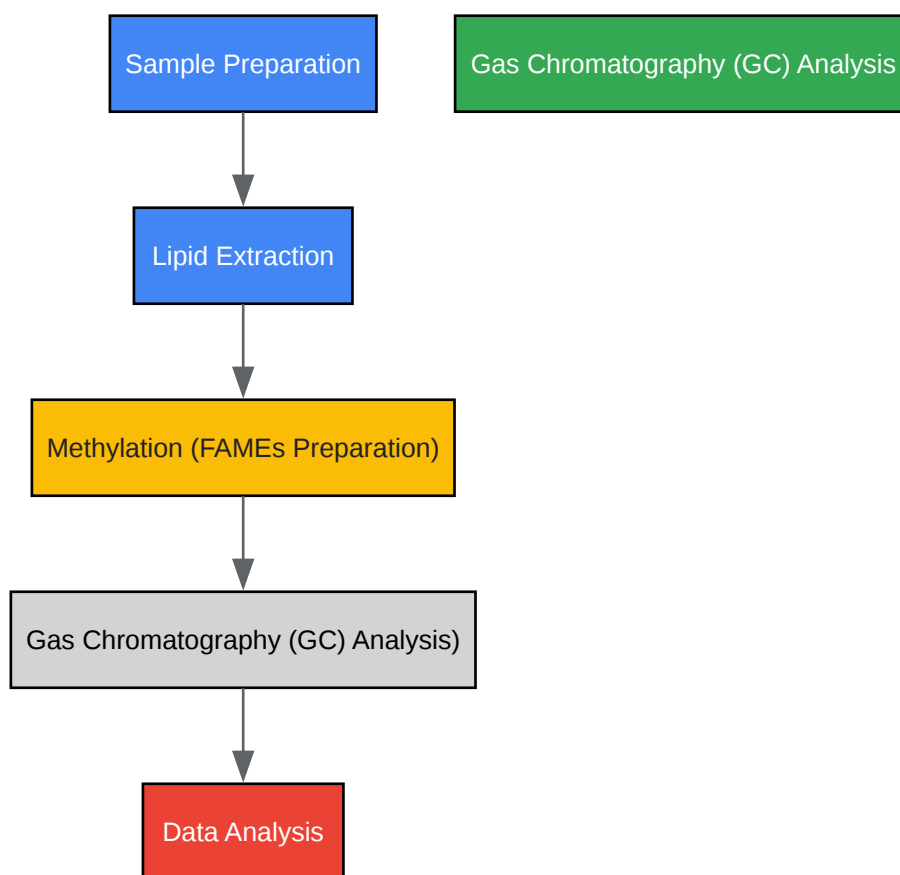 Sample Preparation
Gas Chromatography (GC) Analysis
Lipid Extraction
Methylation (FAMEs Preparation)
Gas Chromatography (GC) Analysis)
Data Analysis